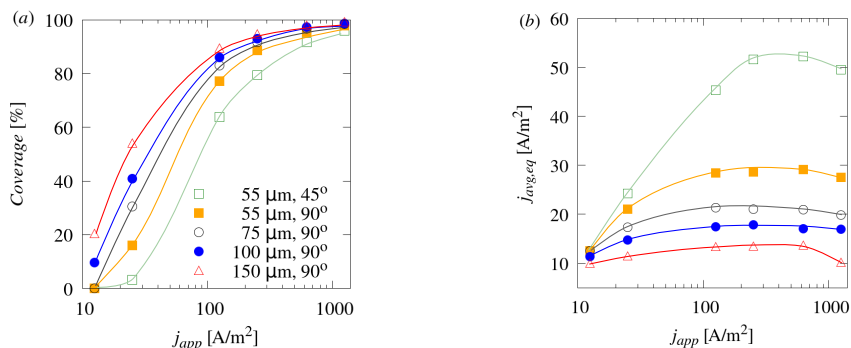 (a)
100
80
60
40
20
0
Coverage [%]
10
100
1000
j_app [A/m²]
55 μm, 45°
55 μm, 90°
75 μm, 90°
100 μm, 90°
150 μm, 90°
(b)
60
50
40
30
20
10
j_avg,eq [A/m²]
10
100
1000
j_app [A/m²]